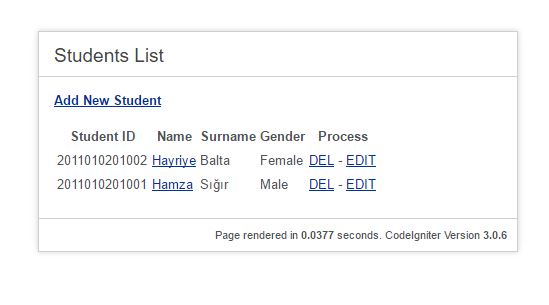 Students List
Add New Student
Student ID Name Surname Gender Process
2011010201002 Hayriye Balta Female DEL - EDIT
2011010201001 Hamza Sığır Male DEL - EDIT
Page rendered in 0.0377 seconds. CodeIgniter Version 3.0.6